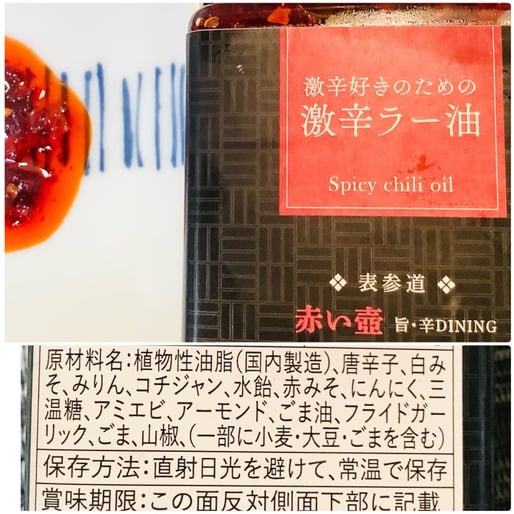 激辛好きのための
激辛ラー油
Spicy chili oil
❖ 表参道 ❖
赤い壺 旨・辛DINING
原材料名:植物性油脂(国内製造)、唐辛子、白み
そ、みりん、コチジャン、水飴、赤みそ、にんにく、三
温糖、アミエビ、アーモンド、ごま油、フライドガー
リック、ごま、山椒、(一部に小麦・大豆・ごまを含む)
保存方法:直射日光を避けて、常温で保存
賞味期限:この面反対側面下部に記載